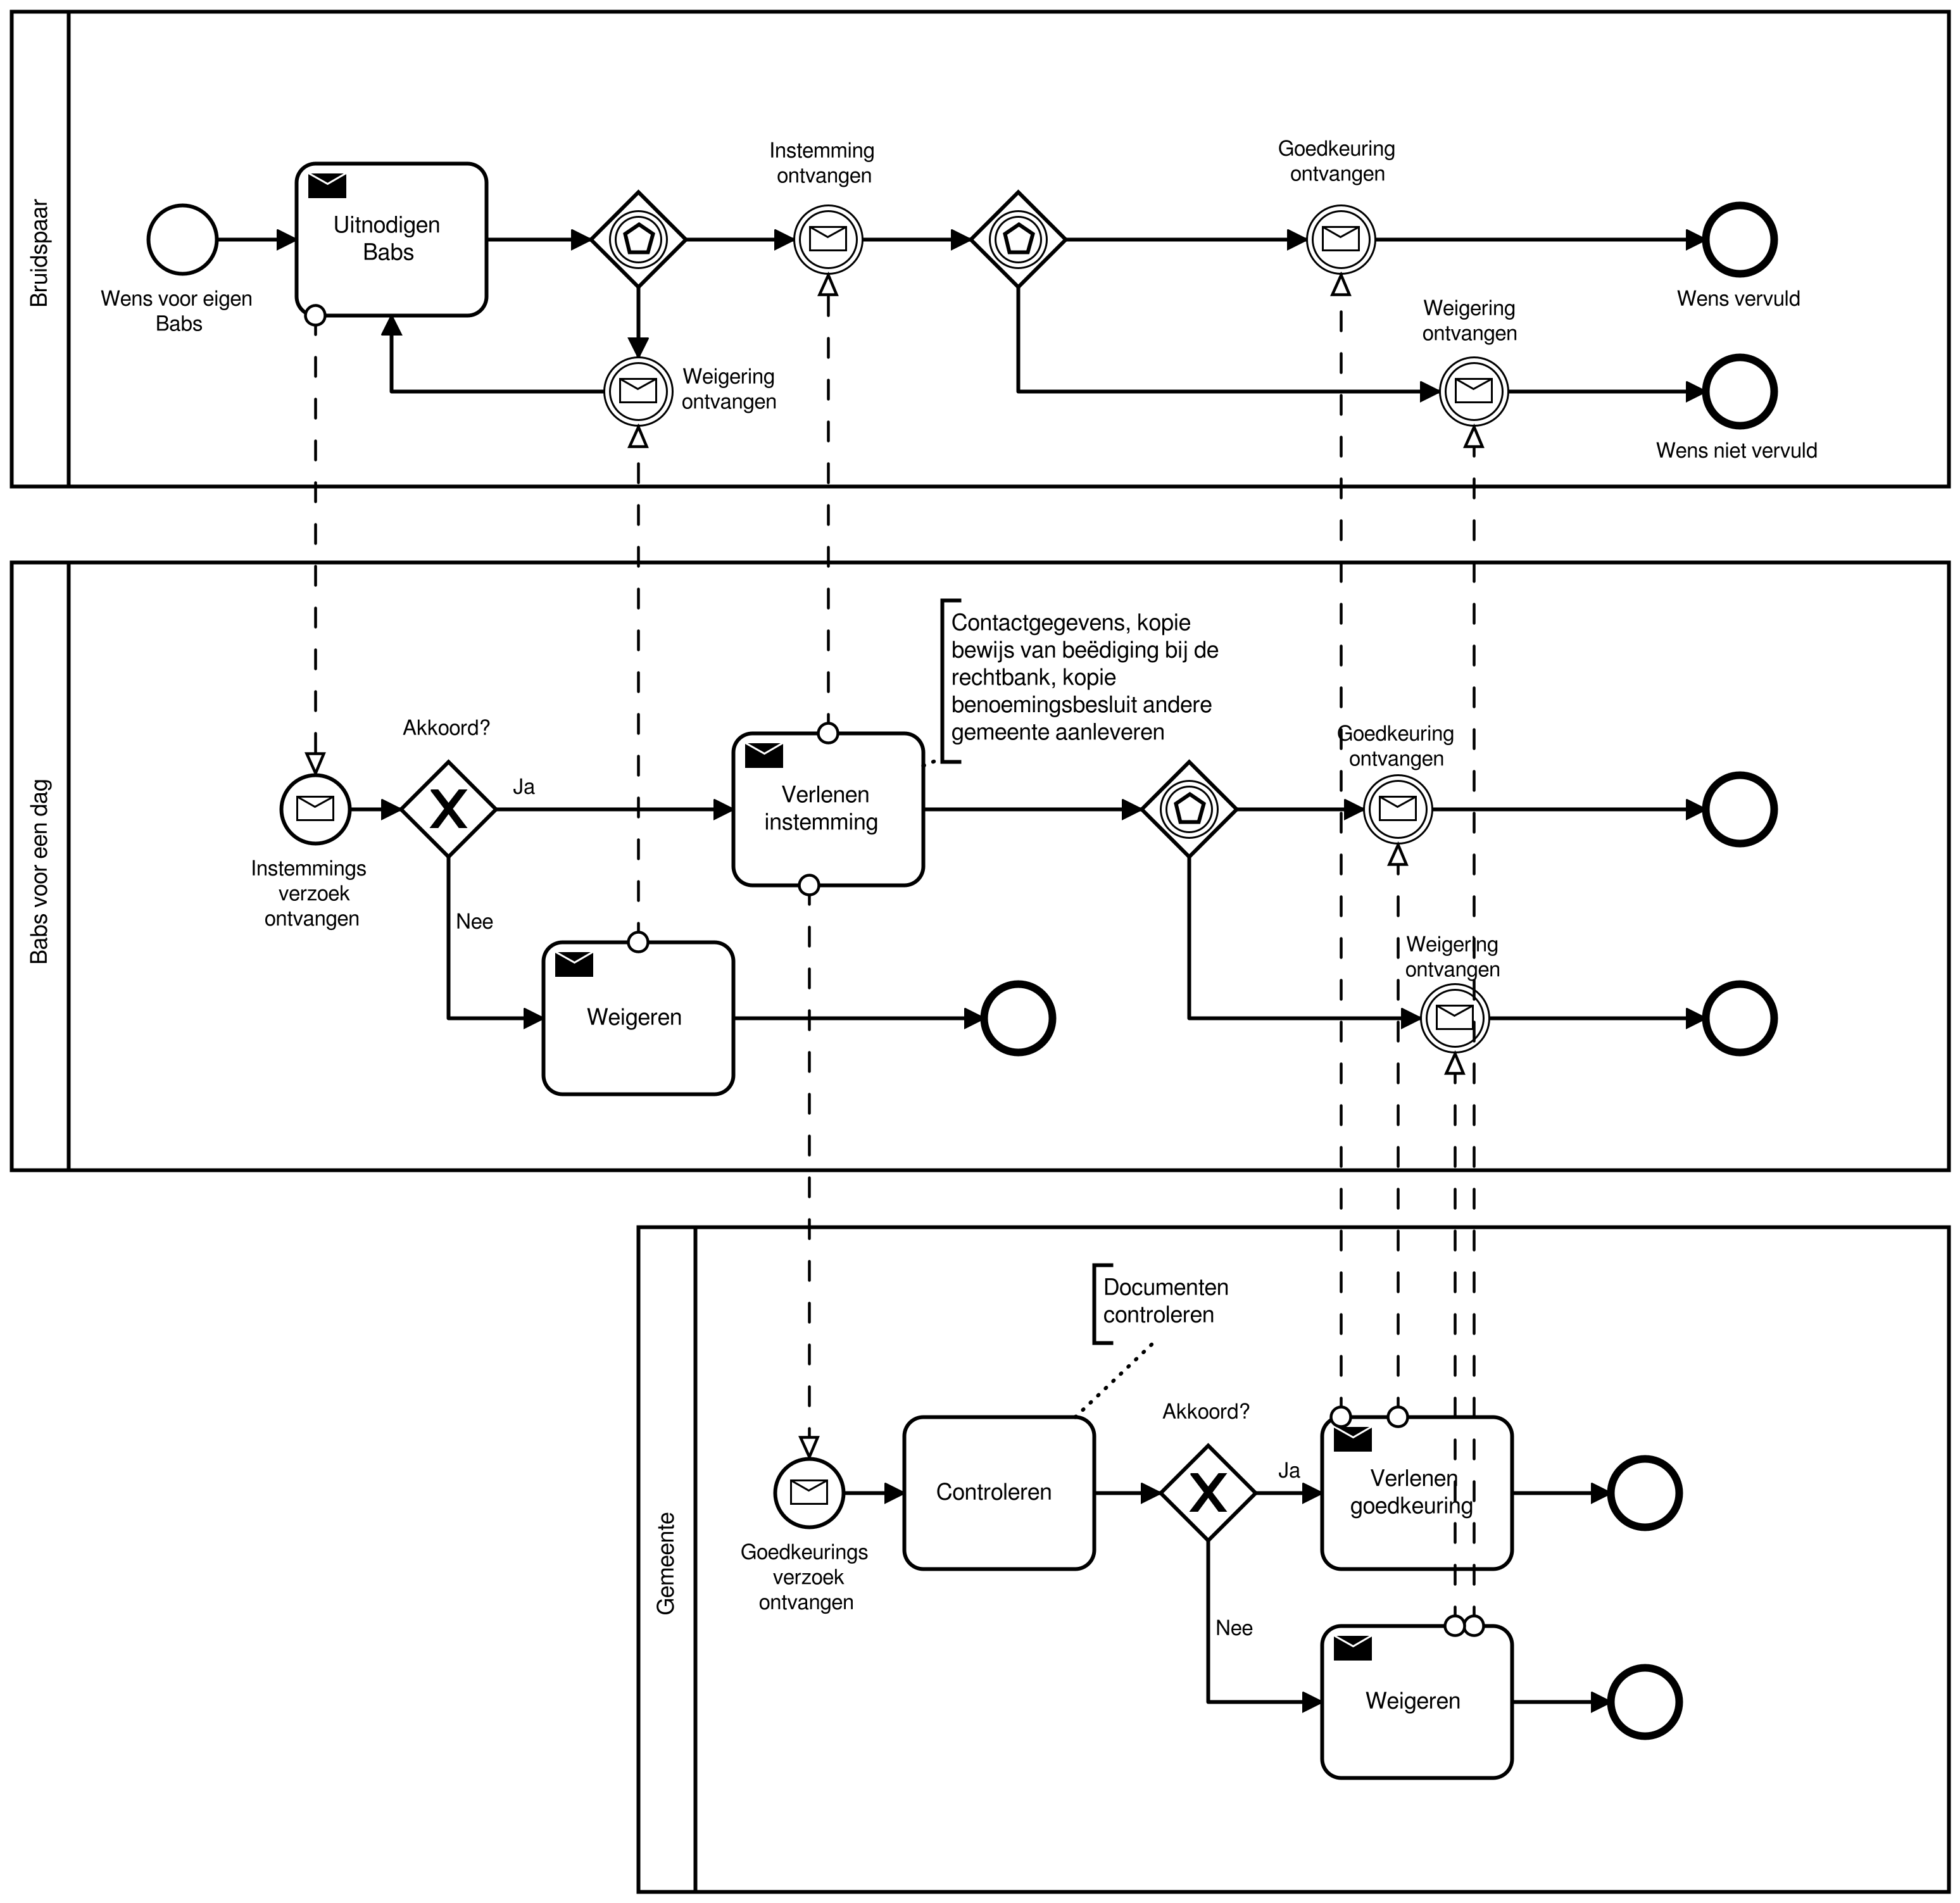 Bruidspaar
Wens voor eigen
Babs
Uitnodigen
Babs
Weigering
ontvangen
Instemming
ontvangen
Goedkeuring
ontvangen
Weigering
ontvangen
Wens vervuld
Wens niet vervuld
Babs voor een dag
Instemmings
verzoek
ontvangen
Akkoord?
Ja
Nee
Weigeren
Verlenen
instemming
Contactgegevens, kopie
bewijs van beëdiging bij de
rechtbank, kopie
benoemingsbesluit andere
gemeente aanleveren
Goedkeuring
ontvangen
Weigering
ontvangen
Gemeente
Goedkeurings
verzoek
ontvangen
Controleren
Documenten
controleren
Akkoord?
Ja
Nee
Verlenen
goedkeuring
Weigeren